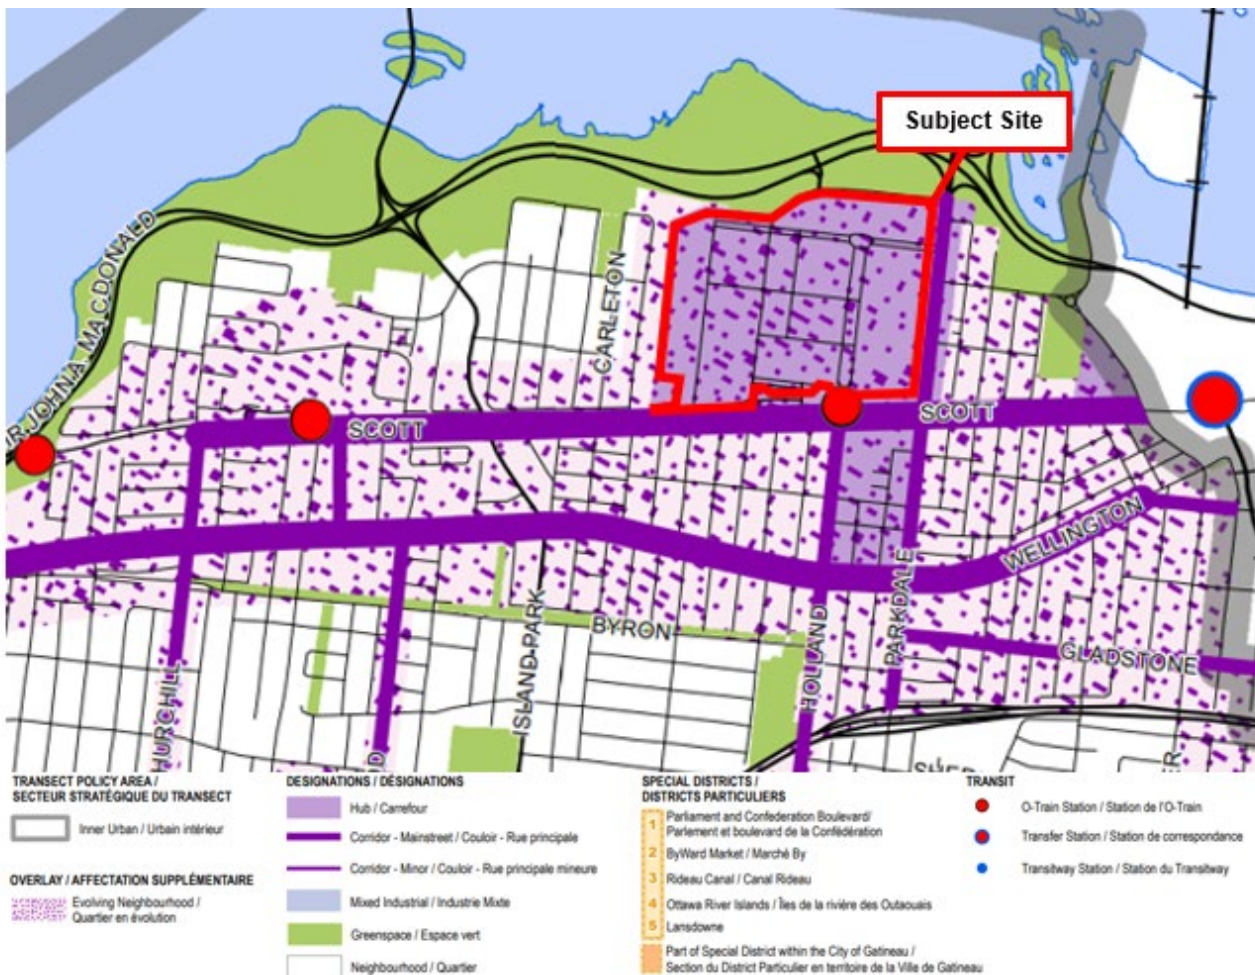 Subject Site
SIR JOHN A. MACDONALD
CARLETON
SCOTT
SCOTT
WELLINGTON
BYRON
ISLAND PARK
HOLLAND
PARKDALE
GLADSTONE
HURCHILL
TRANSECT POLICY AREA /
SECTEUR STRATÉGIQUE DU TRANSECT
Inner Urban / Urbain intérieur
OVERLAY / AFFECTATION SUPPLÉMENTAIRE
Evolving Neighbourhood /
Quartier en évolution
DESIGNATIONS / DÉSIGNATIONS
Hub / Carrefour
Corridor - Mainstreet / Couloir - Rue principale
Corridor - Minor / Couloir - Rue principale mineure
Mixed Industrial / Industrie Mixte
Greenspace / Espace vert
Neighbourhood / Quartier
SPECIAL DISTRICTS /
DISTRICTS PARTICULIERS
1 Parliament and Confederation Boulevard/
Parlement et boulevard de la Confédération
2 ByWard Market / Marché By
3 Rideau Canal / Canal Rideau
4 Ottawa River Islands / Îles de la rivière des Outaouais
5 Lansdowne
Part of Special District within the City of Gatineau /
Section du District Particulier en territoire de la Ville de Gatineau
TRANSIT
O-Train Station / Station de l'O-Train
Transfer Station / Station de correspondance
Transitway Station / Station du Transitway